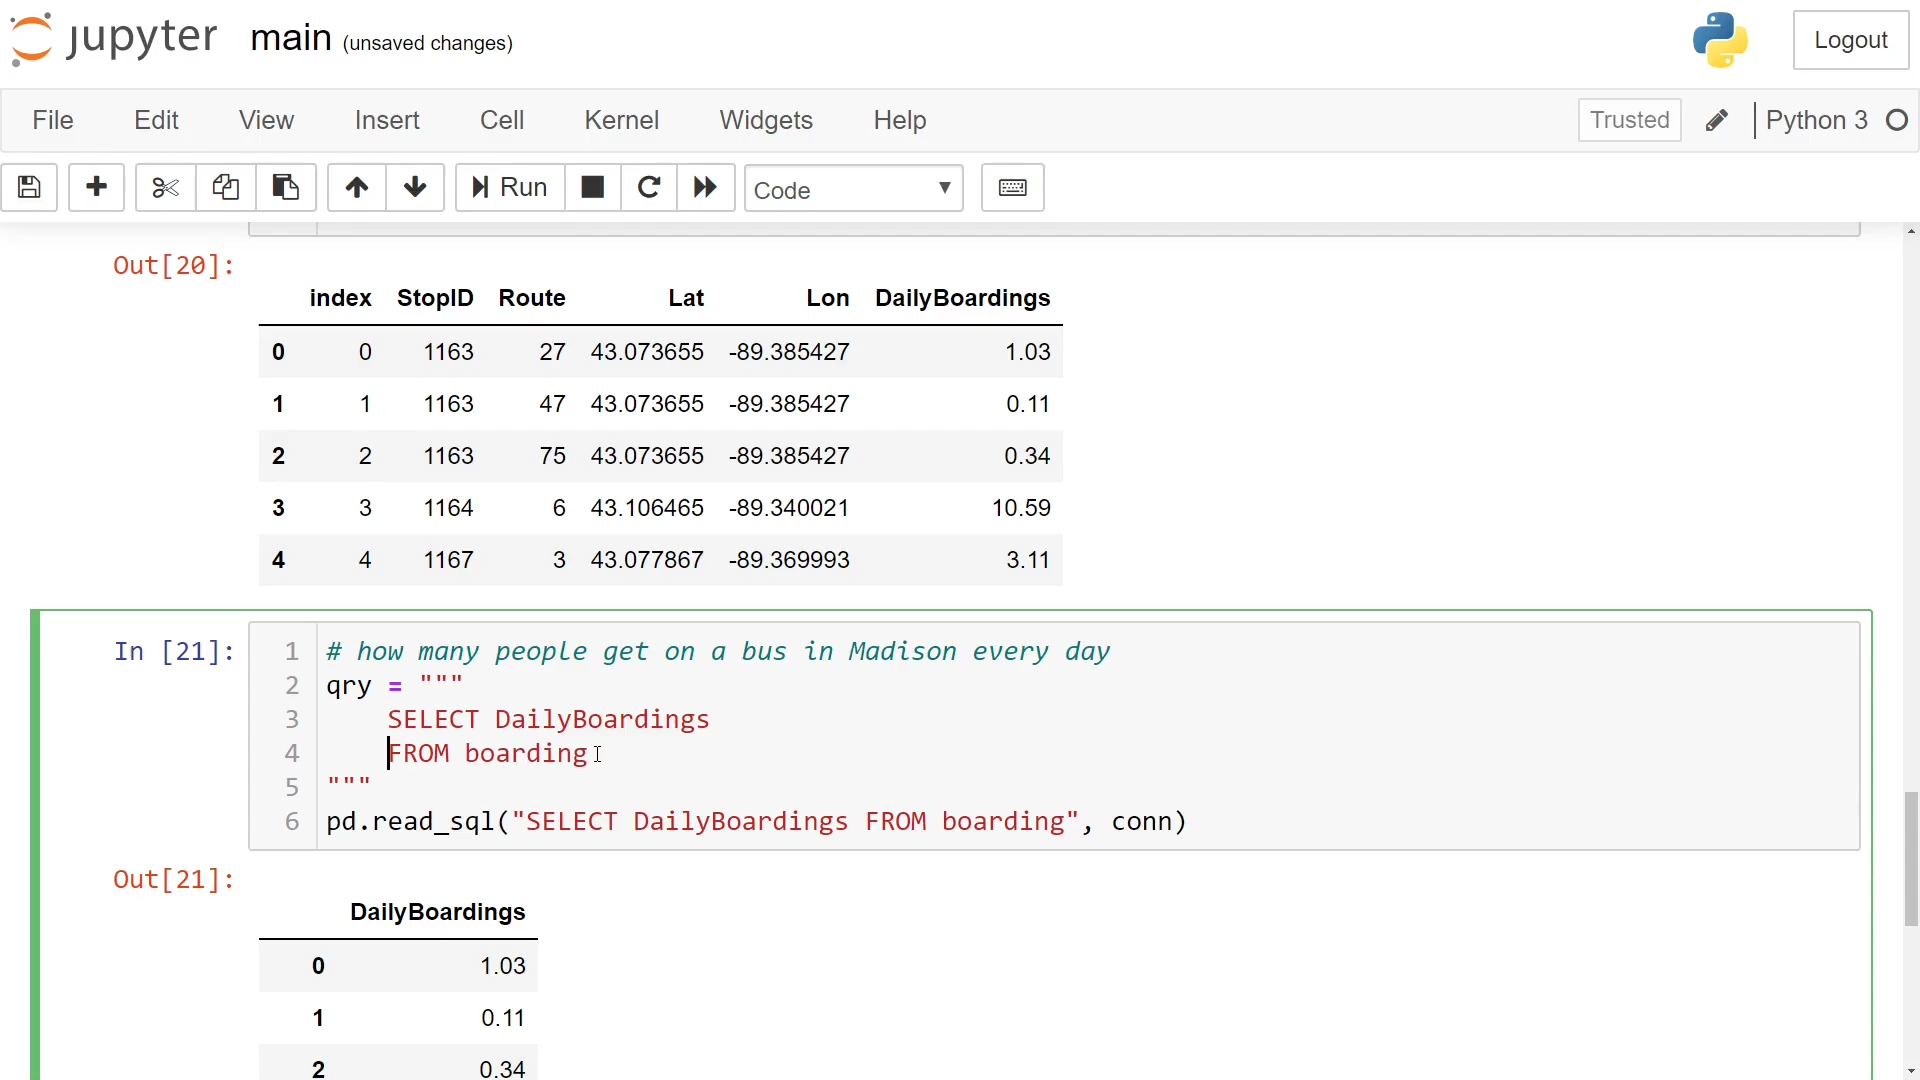 jupyter main (unsaved changes) Logout
File Edit View Insert Cell Kernel Widgets Help Trusted Python 3
Run Code
Out[20]:
index StopID Route Lat Lon DailyBoardings
0 0 1163 27 43.073655 -89.385427 1.03
1 1 1163 47 43.073655 -89.385427 0.11
2 2 1163 75 43.073655 -89.385427 0.34
3 3 1164 6 43.106465 -89.340021 10.59
4 4 1167 3 43.077867 -89.369993 3.11
In [21]: 1 # how many people get on a bus in Madison every day
2 qry = """
3 SELECT DailyBoardings
4 FROM boarding
5 """
6 pd.read_sql("SELECT DailyBoardings FROM boarding", conn)
Out[21]:
DailyBoardings
0 1.03
1 0.11
2 0.34